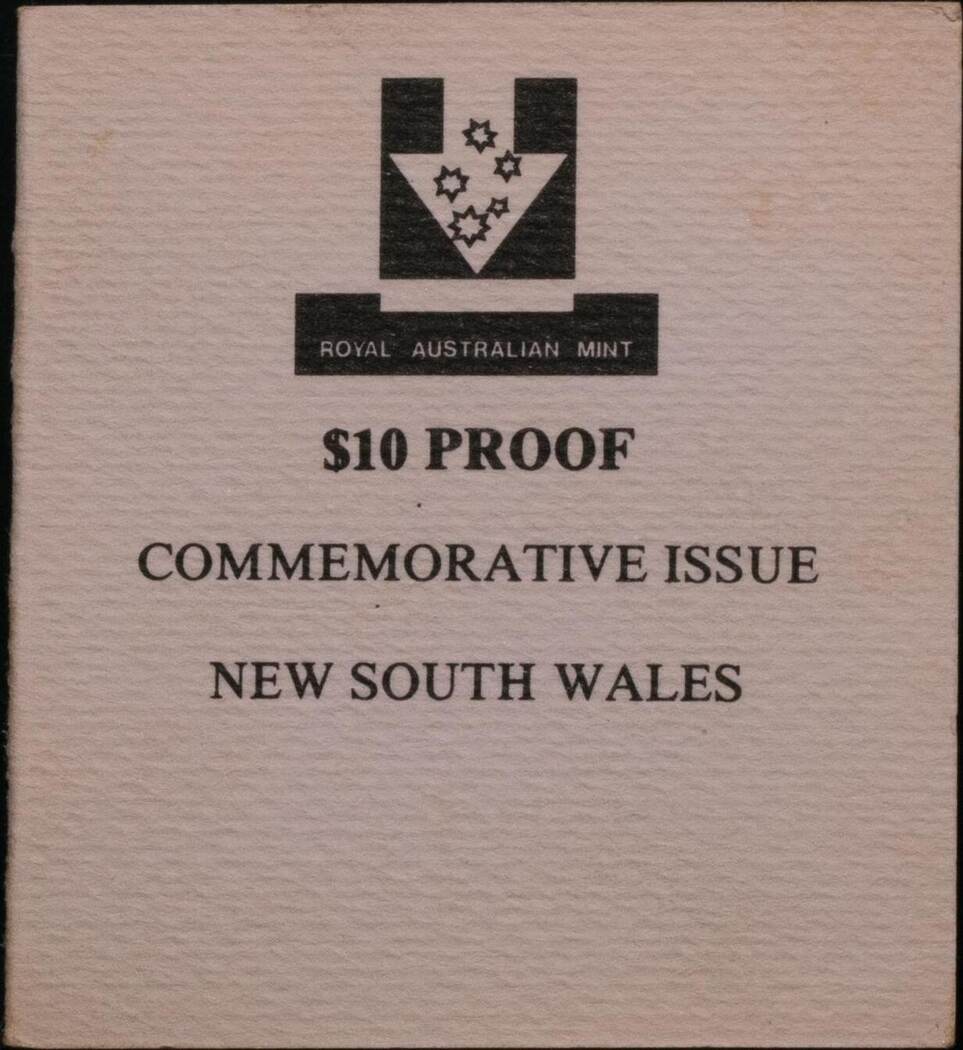 ROYAL AUSTRALIAN MINT
$10 PROOF
COMMEMORATIVE ISSUE
NEW SOUTH WALES